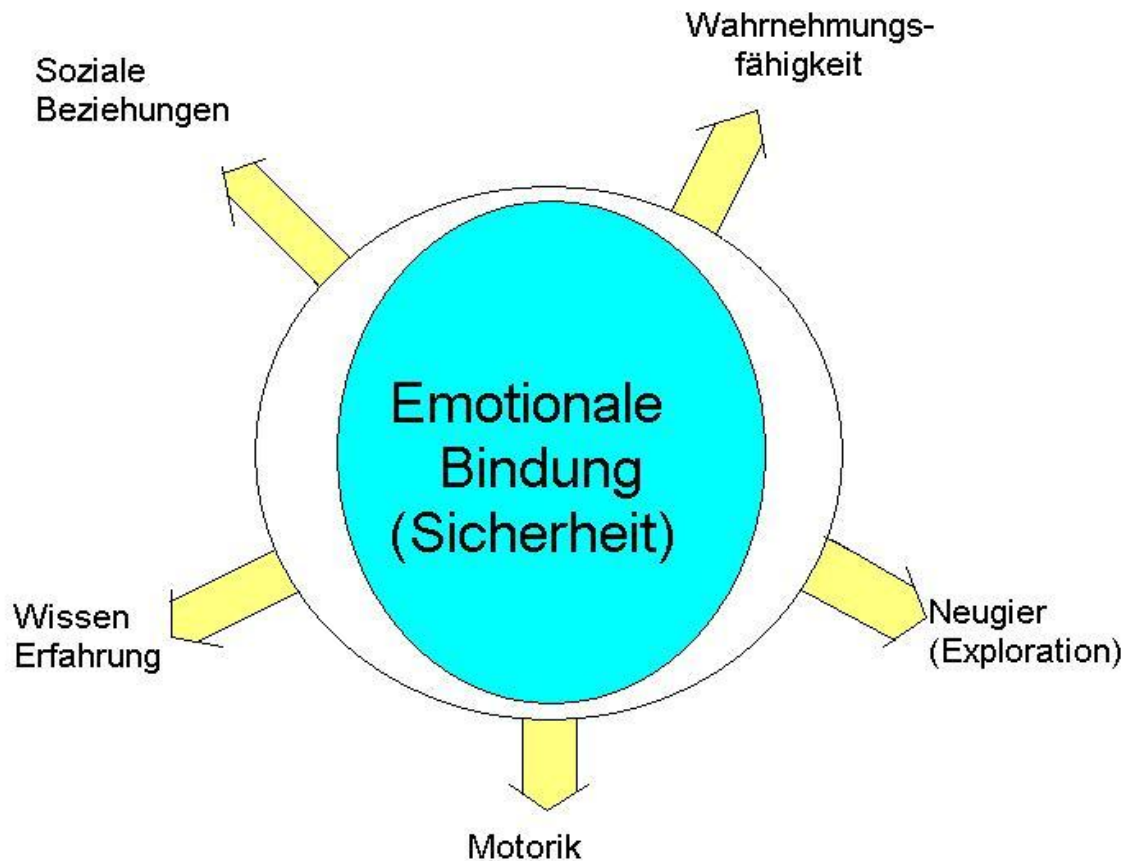 Wahrnehmungs-
fähigkeit
Soziale
Beziehungen
Emotionale
Bindung
(Sicherheit)
Wissen
Erfahrung
Neugier
(Exploration)
Motorik